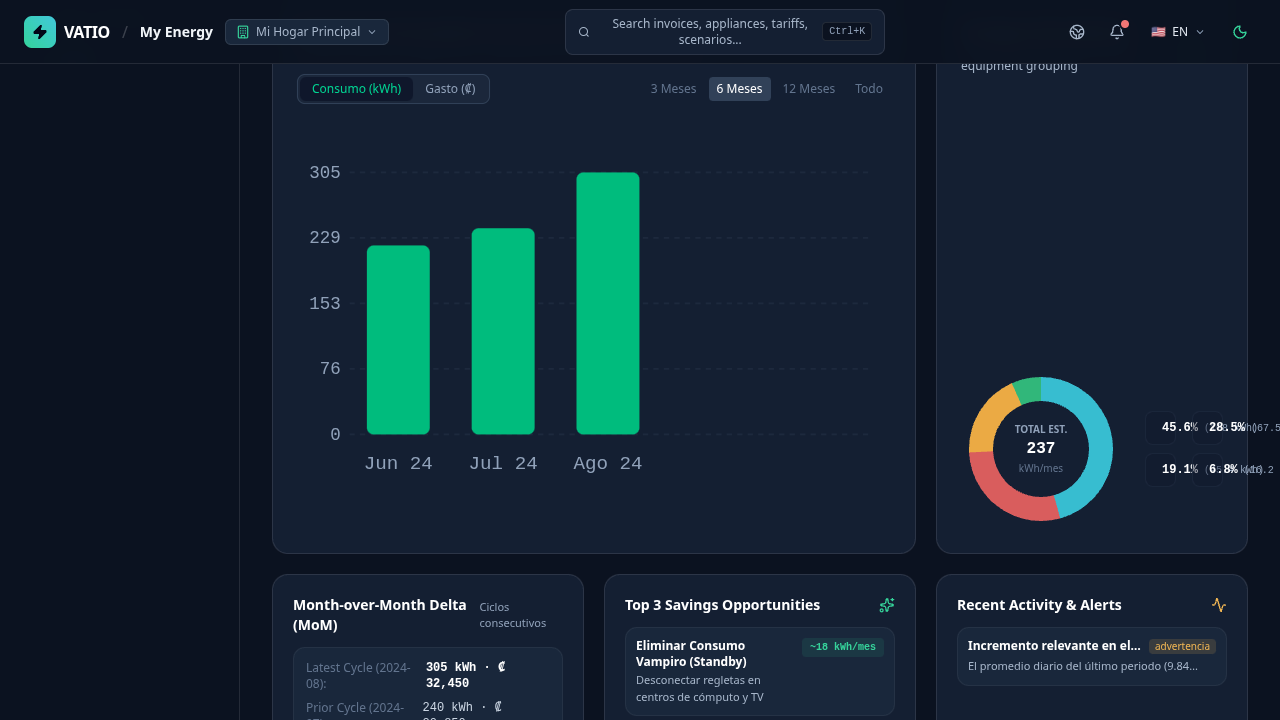 VATIO / My Energy
Mi Hogar Principal
Search invoices, appliances, tariffs,
scenarios...
Ctrl+K
EN
equipment grouping
Consumo (kWh)
Gasto (₡)
3 Meses
6 Meses
12 Meses
Todo
305
229
153
76
0
Jun 24
Jul 24
Ago 24
TOTAL EST.
237
kWh/mes
45.6%
28.5%
19.1%
6.8%
Month-over-Month Delta
(MoM)
Ciclos
consecutivos
Latest Cycle (2024-
08):
305 kWh · ₡
32,450
Prior Cycle (2024-
240 kWh · ₡
Top 3 Savings Opportunities
Eliminar Consumo
Vampiro (Standby)
~18 kWh/mes
Desconectar regletas en
centros de cómputo y TV
Recent Activity & Alerts
Incremento relevante en el...
advertencia
El promedio diario del último periodo (9.84...